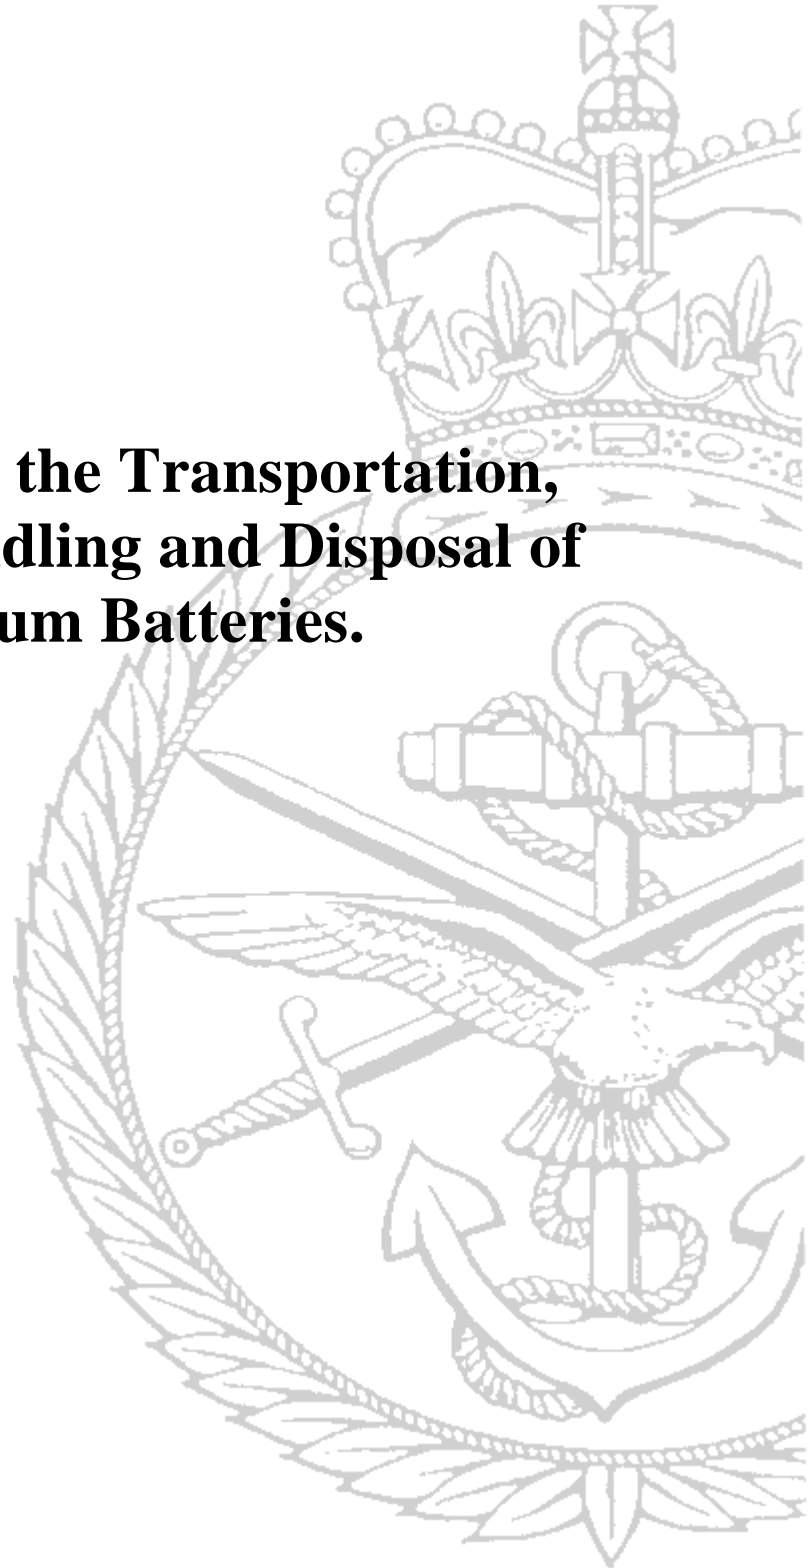 the Transportation,
dling and Disposal of
um Batteries.